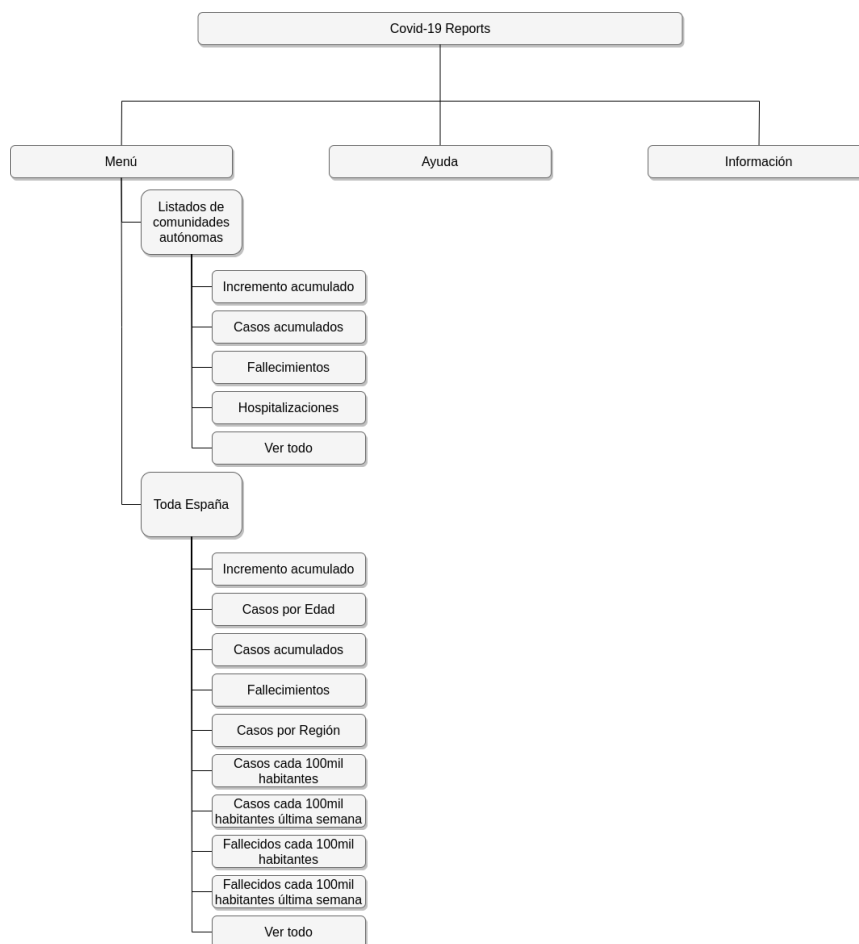 Covid-19 Reports
Menú
Ayuda
Información
Listados de
comunidades
autónomas
Incremento acumulado
Casos acumulados
Fallecimientos
Hospitalizaciones
Ver todo
Toda España
Incremento acumulado
Casos por Edad
Casos acumulados
Fallecimientos
Casos por Región
Casos cada 100mil
habitantes
Casos cada 100mil
habitantes última semana
Fallecidos cada 100mil
habitantes
Fallecidos cada 100mil
habitantes última semana
Ver todo